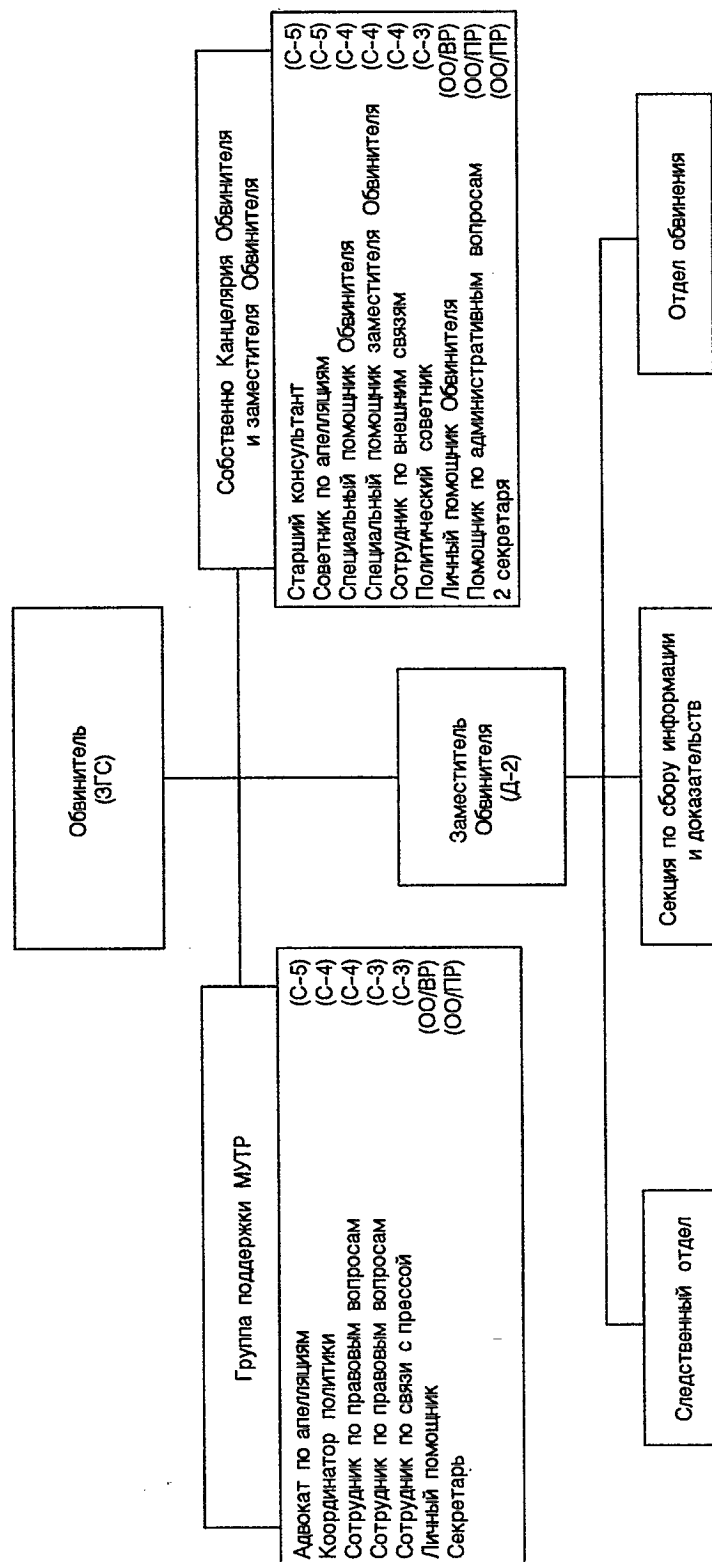 Обвинитель
(ЗГС)
Группа поддержки МУТР
Адвокат по апелляциям (С-5)
Координатор политики (С-4)
Сотрудник по правовым вопросам (С-4)
Сотрудник по правовым вопросам (С-3)
Сотрудник по связи с прессой (С-3)
Личный помощник (ОО/ВР)
Секретарь (ОО/ПР)
Собственно Канцелярия Обвинителя
и заместителя Обвинителя
Старший консультант (С-5)
Советник по апелляциям (С-5)
Специальный помощник Обвинителя (С-4)
Специальный помощник заместителя Обвинителя (С-4)
Сотрудник по внешним связям (С-4)
Политический советник (С-3)
Личный помощник Обвинителя (ОО/ВР)
Помощник по административным вопросам (ОО/ПР)
2 секретаря (ОО/ПР)
Заместитель
Обвинителя
(Д-2)
Следственный отдел
Секция по сбору информации
и доказательств
Отдел обвинения